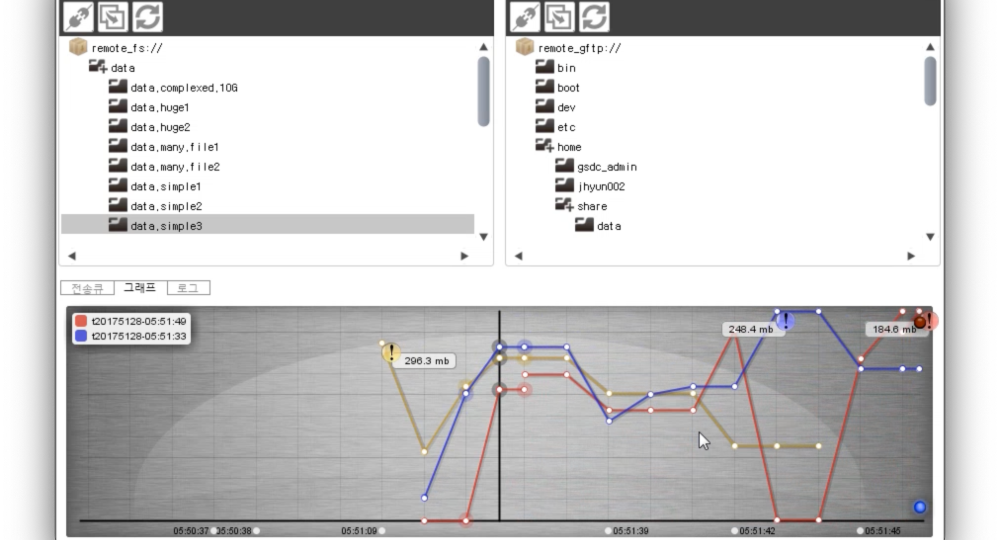 remote_fs://
data
data,complexed,10G
data,huge1
data,huge2
data,many,file1
data,many,file2
data,simple1
data,simple2
data,simple3
remote_gftp://
bin
boot
dev
etc
home
gsdc_admin
jhyun002
share
data
전송큐 그래프 로그
t20175128-05:51:49
t20175128-05:51:33
296.3 mb
248.4 mb
184.6 mb
05:50:37 05:50:38 05:51:09 05:51:39 05:51:42 05:51:45